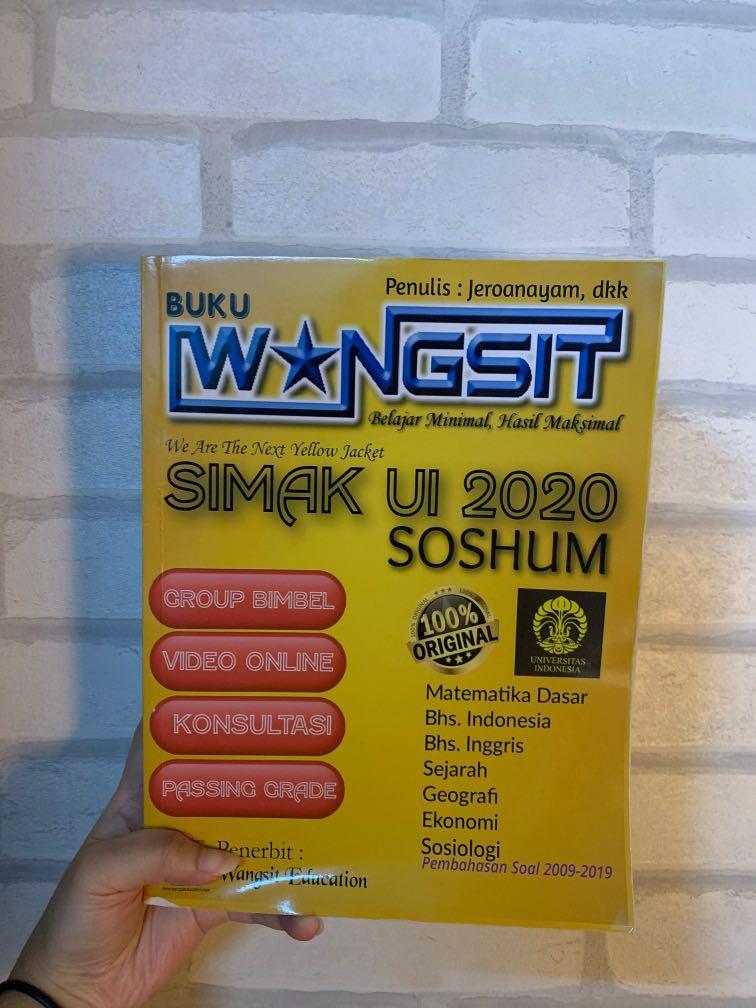 Penulis : Jeroanayam, dkk
BUKU
WANGSIT
Belajar Minimal, Hasil Maksimal
We Are The Next Yellow Jacket
SIMAK UI 2020
SOSHUM
GROUP BIMBEL
VIDEO ONLINE
KONSULTASI
PASSING GRADE
100%
ORIGINAL
UNIVERSITAS
INDONESIA
Matematika Dasar
Bhs. Indonesia
Bhs. Inggris
Sejarah
Geografi
Ekonomi
Sosiologi
Pembahasan Soal 2009-2019
Penerbit :
Wangsit Education